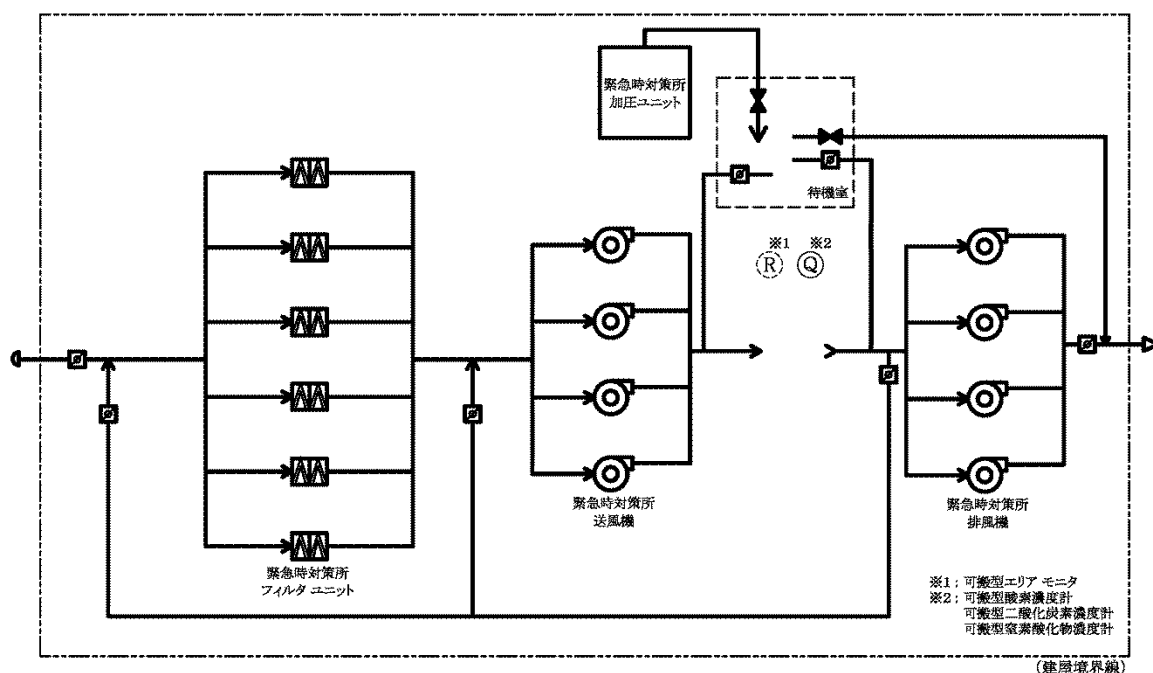 緊急時対策所
加圧ユニット
待機室
※1
※2
R
Q
緊急時対策所
フィルタ ユニット
緊急時対策所
送風機
緊急時対策所
排風機
※1：可搬型エリア モニタ
※2：可搬型酸素濃度計
可搬型二酸化炭素濃度計
可搬型窒素酸化物濃度計
（建屋境界線）